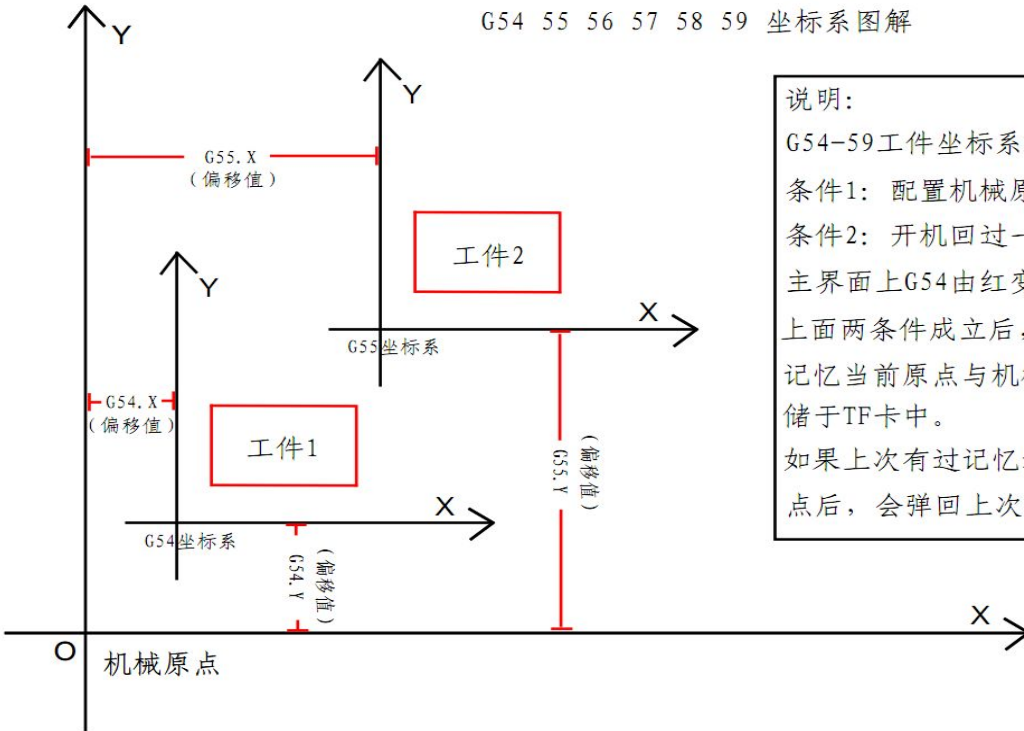 G54 55 56 57 58 59 坐标系图解
Y
Y
G55.X
（偏移值）
工件2
Y
X
G55坐标系
G54.X
（偏移值）
工件1
G55.Y
（偏移值）
X
G54坐标系
G54.Y
（偏移值）
X
O
机械原点
说明:
G54-59工件坐标系
条件1: 配置机械原
条件2: 开机回过一
主界面上G54由红变
上面两条件成立后，
记忆当前原点与机
储于TF卡中。
如果上次有过记忆
点后，会弹回上次